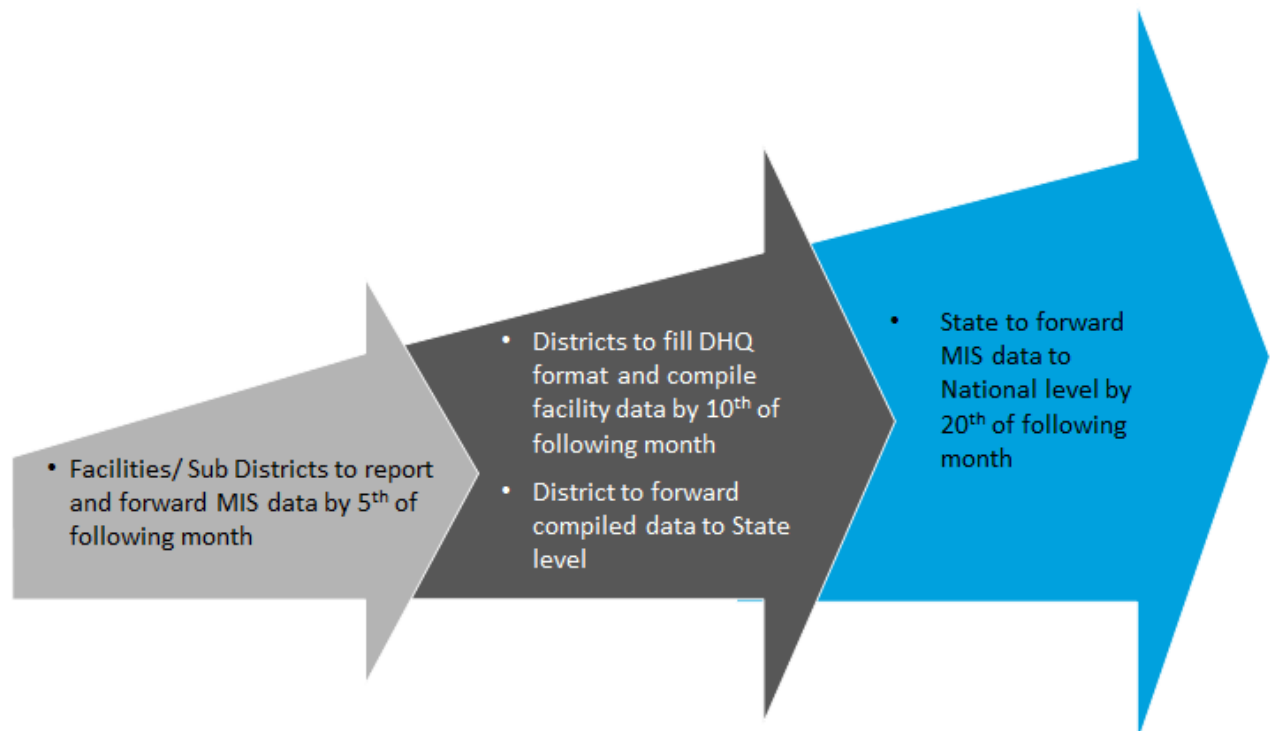 • Facilities/ Sub Districts to report
and forward MIS data by 5th of
following month
• Districts to fill DHQ
format and compile
facility data by 10th of
following month
• District to forward
compiled data to State
level
• State to forward
MIS data to
National level by
20th of following
month